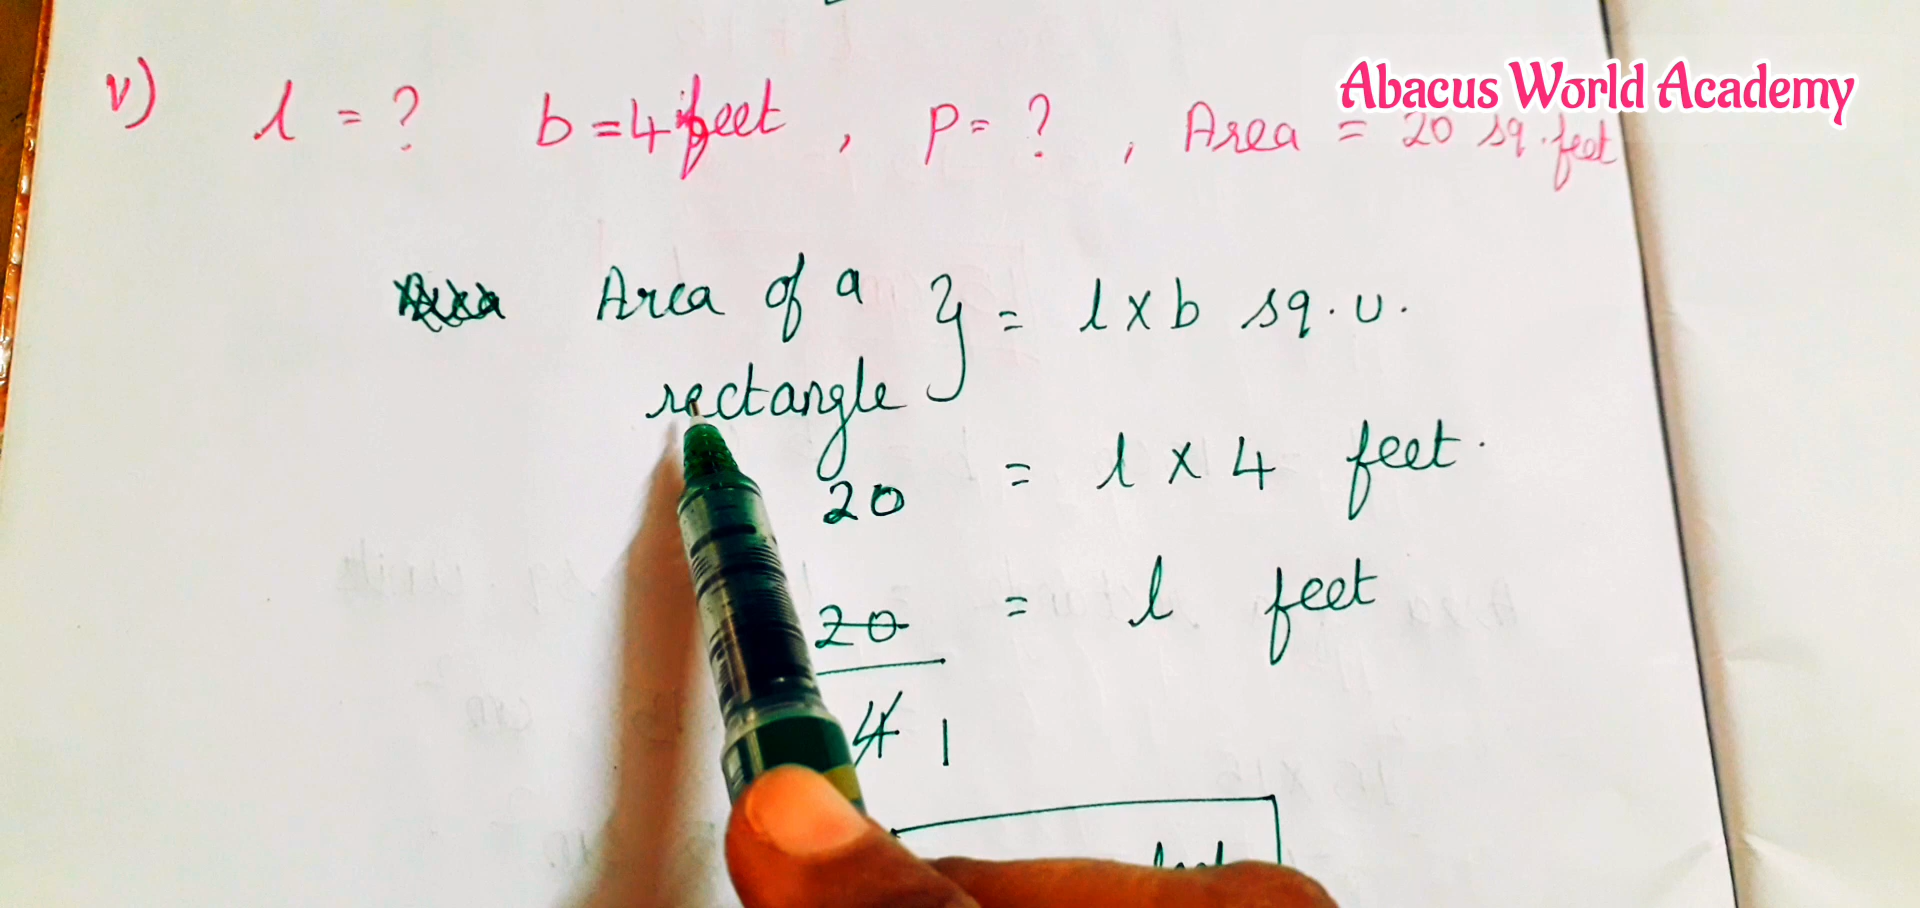 Abacus World Academy
v) l = ? b = 4 feet , P = ? , Area = 20 sq.feet
Area of a } = l x b sq.u.
rectangle
20 = l x 4 feet.
20 = l feet
4 1